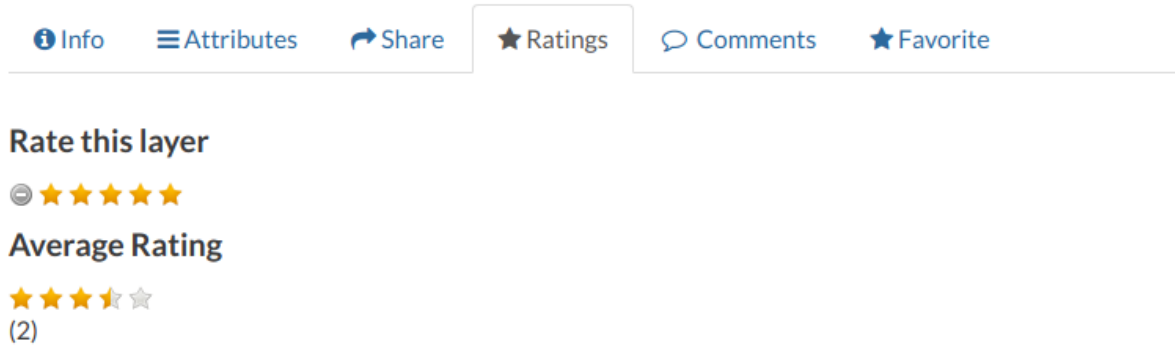 Info Attributes Share Ratings Comments Favorite
Rate this layer
Average Rating
(2)